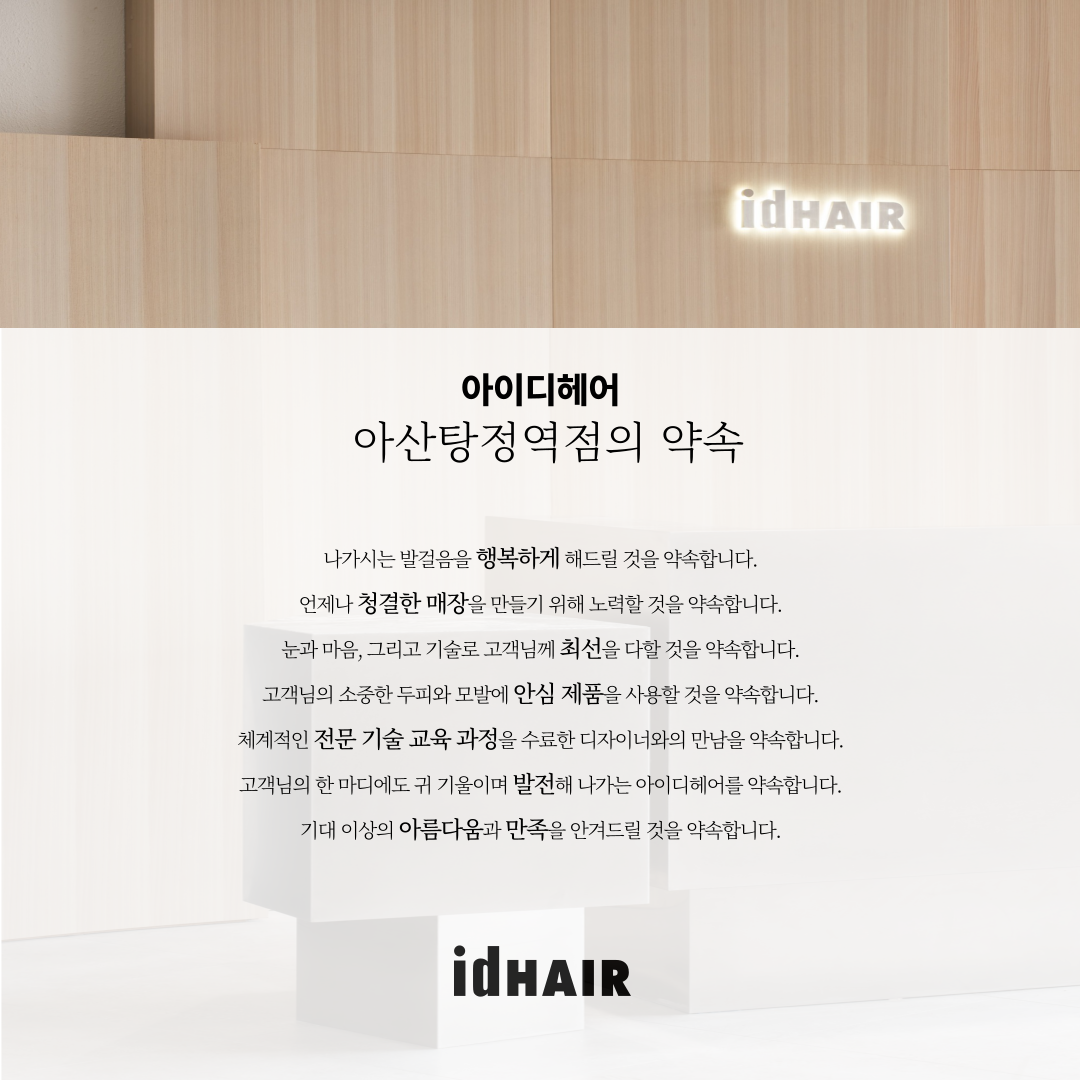 idHAIR
아이디헤어
아산탕정역점의 약속
나가시는 발걸음을 행복하게 해드릴 것을 약속합니다.
언제나 청결한 매장을 만들기 위해 노력할 것을 약속합니다.
눈과 마음, 그리고 기술로 고객님께 최선을 다할 것을 약속합니다.
고객님의 소중한 두피와 모발에 안심 제품을 사용할 것을 약속합니다.
체계적인 전문 기술 교육 과정을 수료한 디자이너와의 만남을 약속합니다.
고객님의 한 마디에도 귀 기울이며 발전해 나가는 아이디헤어를 약속합니다.
기대 이상의 아름다움과 만족을 안겨드릴 것을 약속합니다.
idHAIR